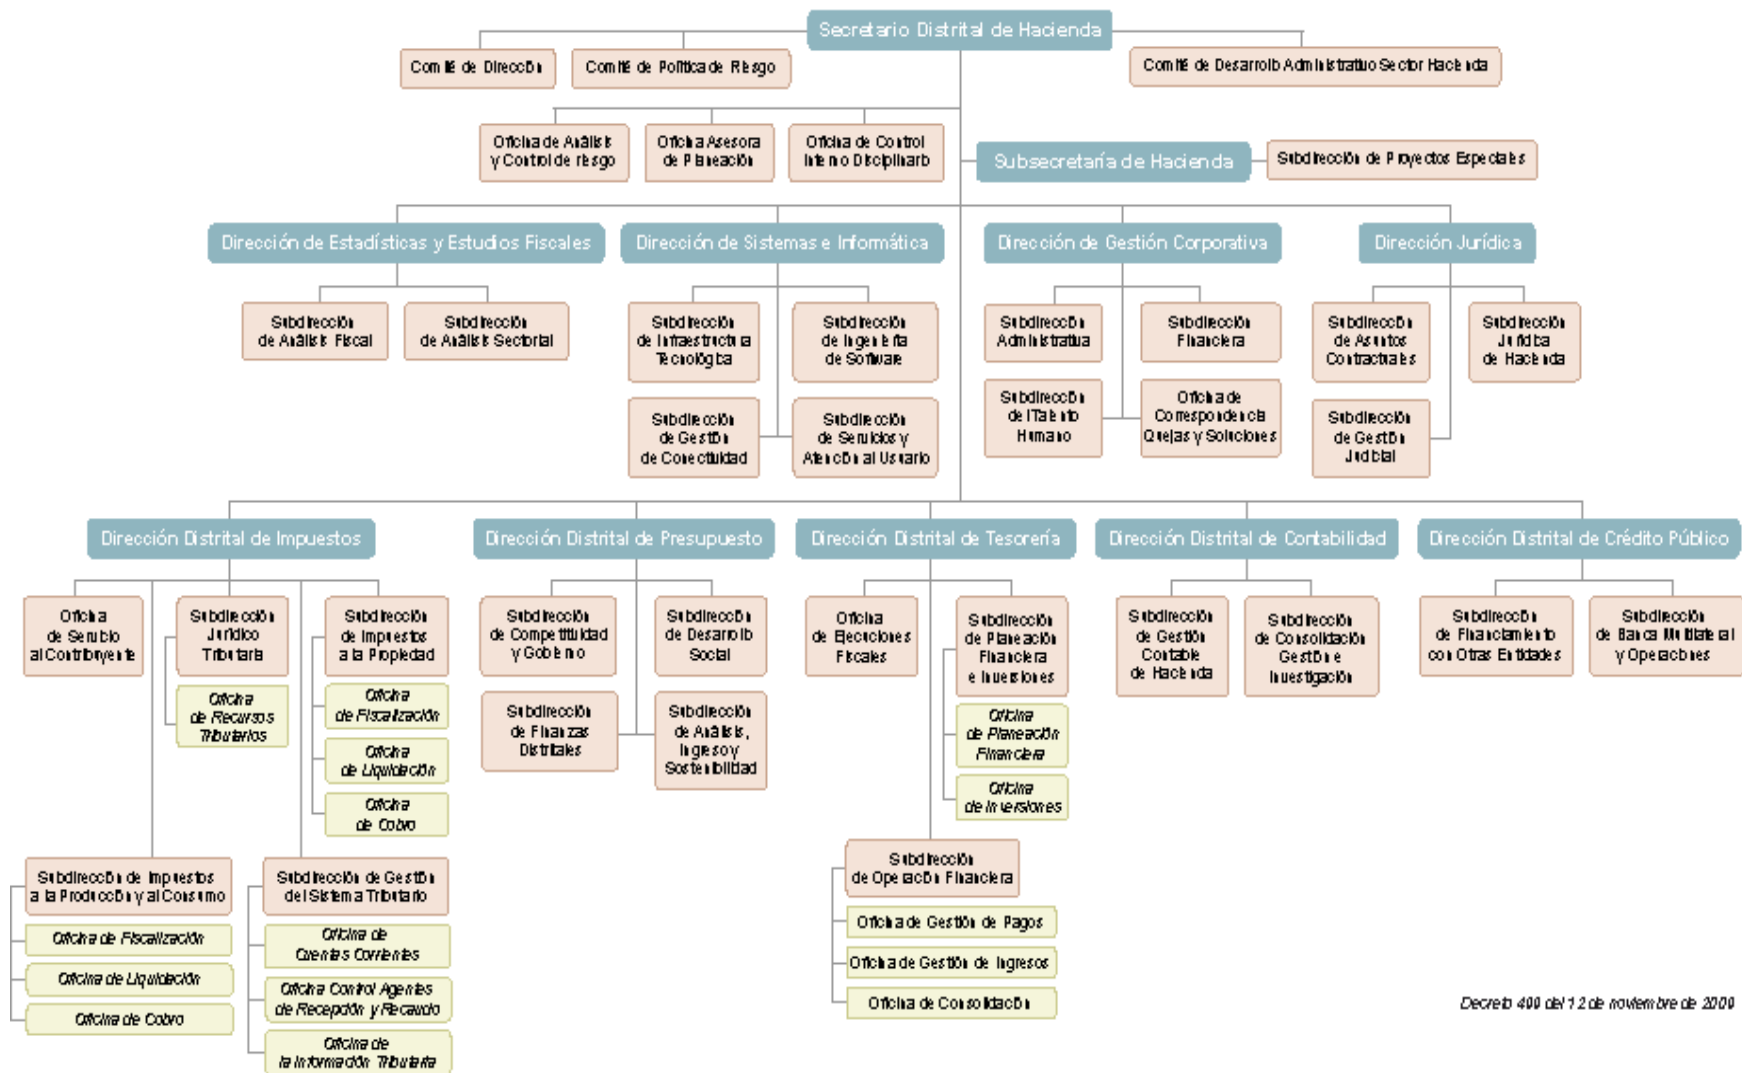 Secretario Distrital de Hacienda
Comité de Dirección
Comité de Política de Riesgo
Comité de Desarrollo Administrativo Sector Hacienda
Oficina de Análisis
y Control de riesgo
Oficina Asesora
de Planeación
Oficina de Control
Interno Disciplinario
Subsecretaría de Hacienda
Subdirección de Proyectos Especiales
Dirección de Estadísticas y Estudios Fiscales
Dirección de Sistemas e Informática
Dirección de Gestión Corporativa
Dirección Jurídica
Subdirección
de Análisis Fiscal
Subdirección
de Análisis Sectorial
Subdirección
de Infraestructura
Tecnológica
Subdirección
de Ingeniería
de Software
Subdirección
Administrativa
Subdirección
Financiera
Subdirección
de Asuntos
Contractuales
Subdirección
Jurídica
de Hacienda
Subdirección
de Gestión
de Conectividad
Subdirección
de Servicios y
Atención al Usuario
Subdirección
del Talento
Humano
Oficina de
Correspondencia
Quejas y Soluciones
Subdirección
de Gestión
Judicial
Dirección Distrital de Impuestos
Dirección Distrital de Presupuesto
Dirección Distrital de Tesorería
Dirección Distrital de Contabilidad
Dirección Distrital de Crédito Público
Oficina
de Servicio
al Contribuyente
Subdirección
Jurídico
Tributaria
Subdirección
de Impuestos
a la Propiedad
Subdirección
de Competitividad
y Gobierno
Subdirección
de Desarrollo
Social
Oficina
de Ejecuciones
Fiscales
Subdirección
de Planeación
Financiera
e Inversiones
Subdirección
de Gestión
Contable
de Hacienda
Subdirección
de Consolidación
Gestión e
Investigación
Subdirección
de Financiamiento
con Otras Entidades
Subdirección
de Banca Multilateral
y Operaciones
Oficina
de Recursos
Tributarios
Oficina
de Fiscalización
Oficina
de Liquidación
Oficina
de Cobro
Subdirección
de Finanzas
Distritales
Subdirección
de Análisis,
Ingreso y
Sostenibilidad
Oficina
de Planeación
Financiera
Oficina
de Inversiones
Subdirección de Impuestos
a la Producción y al Consumo
Oficina de Fiscalización
Oficina de Liquidación
Oficina de Cobro
Subdirección de Gestión
del Sistema Tributario
Oficina de
Cuentas Corrientes
Oficina Control Agentes
de Recepción y Recaudo
Oficina de
la Información Tributaria
Subdirección
de Operación Financiera
Oficina de Gestión de Pagos
Oficina de Gestión de Ingresos
Oficina de Consolidación
Decreto 499 del 12 de noviembre de 2009